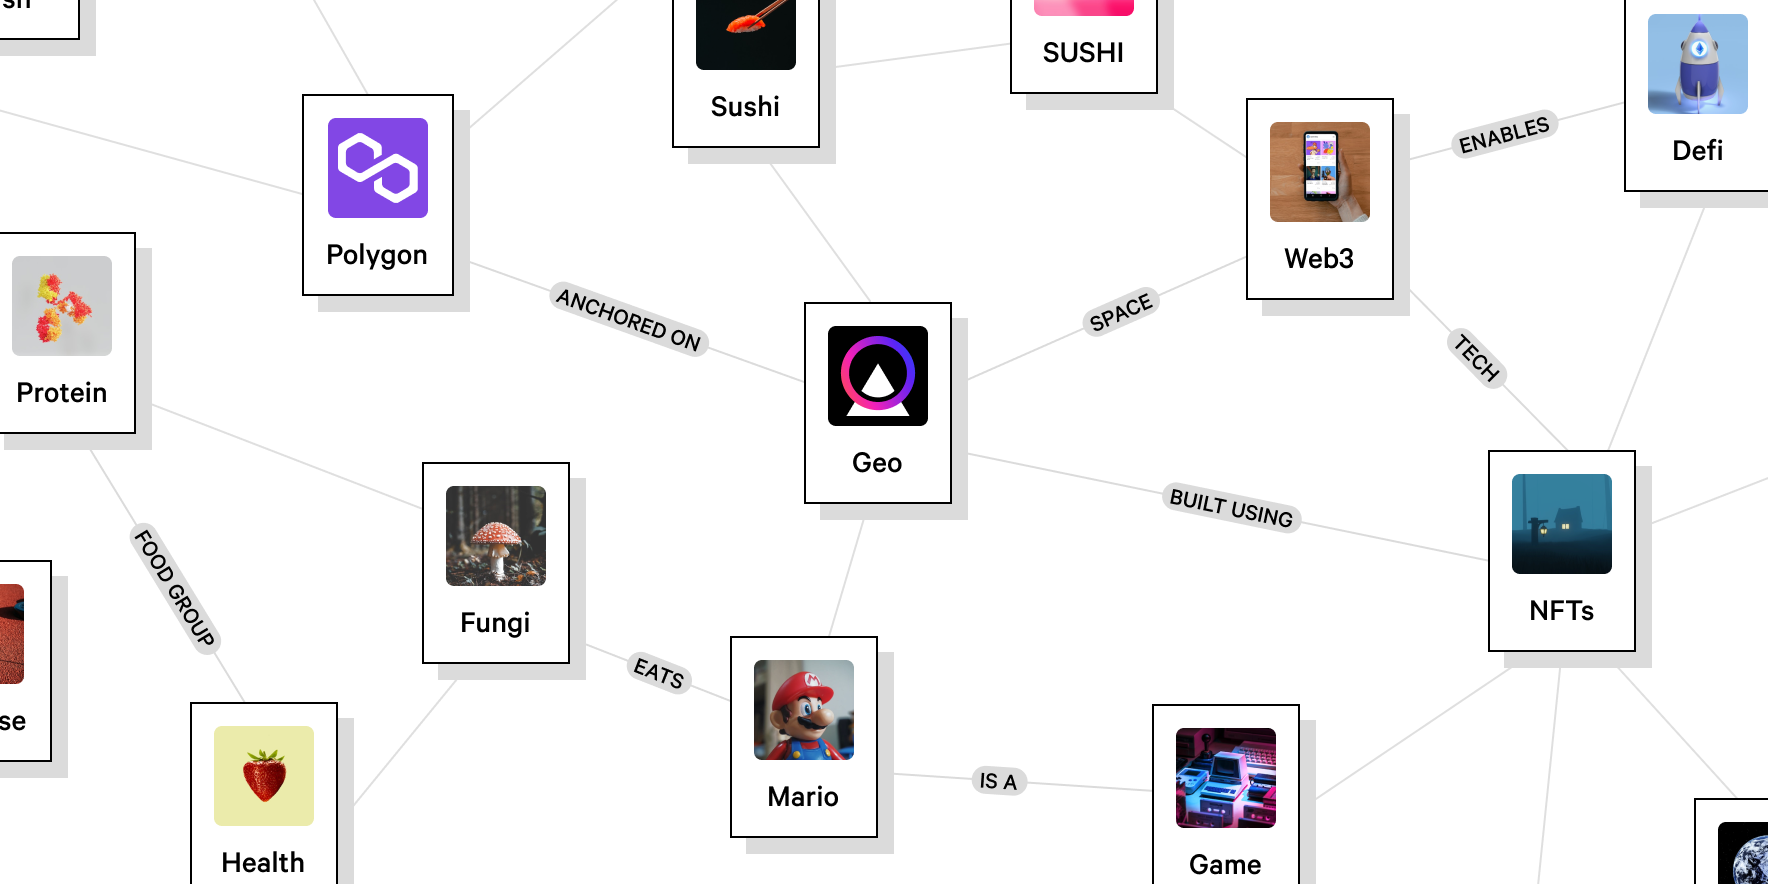 SUSHI
Sushi
ENABLES
Defi
Polygon
Web3
ANCHORED ON
SPACE
TECH
Protein
Geo
BUILT USING
FOOD GROUP
Fungi
NFTs
EATS
se
IS A
Mario
Health
Game